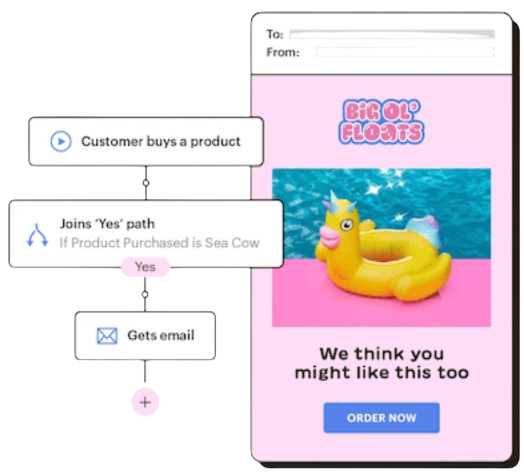 To:
From:
BIG OL'
FLOATS
Customer buys a product
Joins ‘Yes’ path
If Product Purchased is Sea Cow
Yes
Gets email
+
We think you
might like this too
ORDER NOW